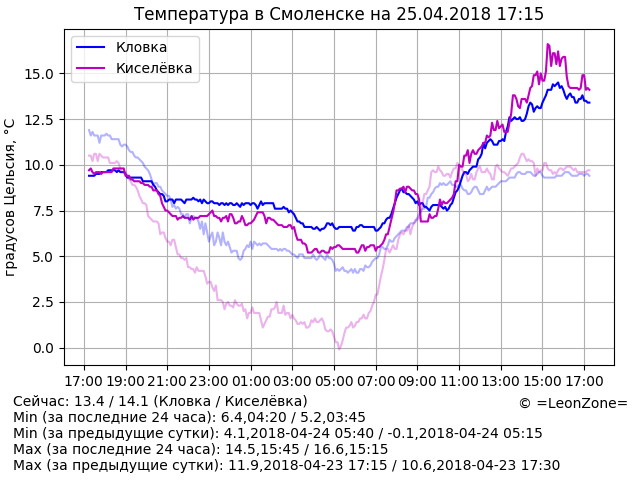 Температура в Смоленске на 25.04.2018 17:15
Кловка
Киселёвка
градусов Цельсия, °C
15.0
12.5
10.0
7.5
5.0
2.5
0.0
17:00 19:00 21:00 23:00 01:00 03:00 05:00 07:00 09:00 11:00 13:00 15:00 17:00
Сейчас: 13.4 / 14.1 (Кловка / Киселёвка)
© =LeonZone=
Min (за последние 24 часа): 6.4,04:20 / 5.2,03:45
Min (за предыдущие сутки): 4.1,2018-04-24 05:40 / -0.1,2018-04-24 05:15
Max (за последние 24 часа): 14.5,15:45 / 16.6,15:15
Max (за предыдущие сутки): 11.9,2018-04-23 17:15 / 10.6,2018-04-23 17:30